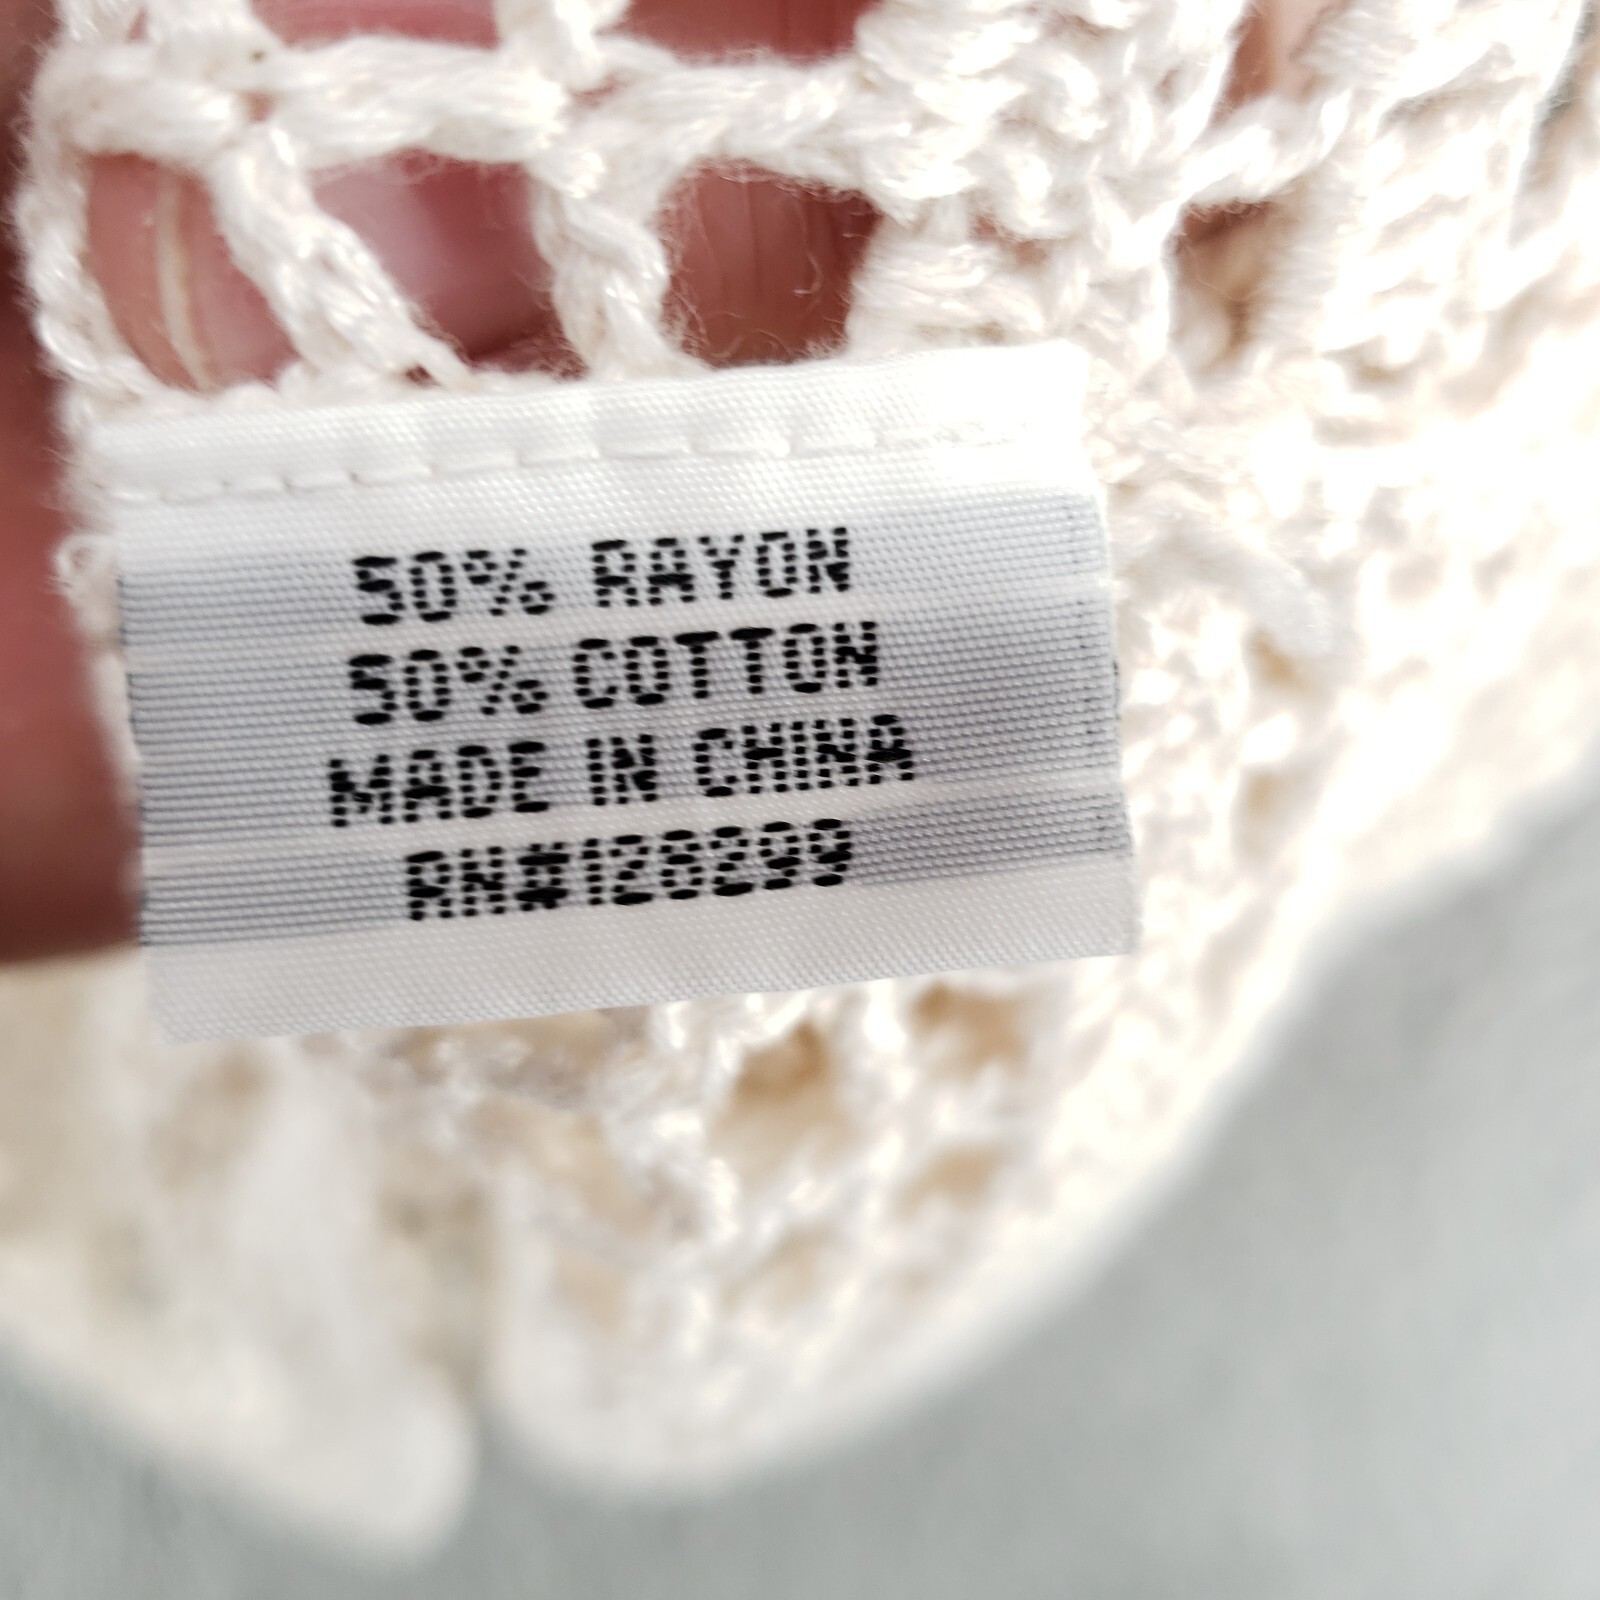 50% RAYON
50% COTTON
MADE IN CHINA
RN#128299